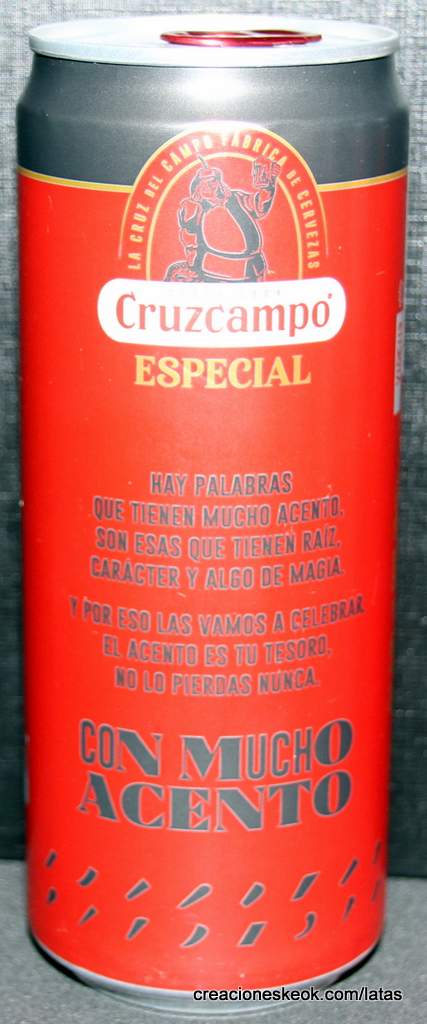 LA CRUZ DEL CAMPO FÁBRICA DE CERVEZAS
Cruzcampo
ESPECIAL
HAY PALABRAS
QUE TIENEN MUCHO ACENTO.
SON ESAS QUE TIENEN RAÍZ,
CARÁCTER Y ALGO DE MAGIA.
Y POR ESO LAS VAMOS A CELEBRAR
EL ACENTO ES TU TESORO,
NO LO PIERDAS NUNCA.
CON MUCHO
ACENTO
creacioneskeok.com/latas